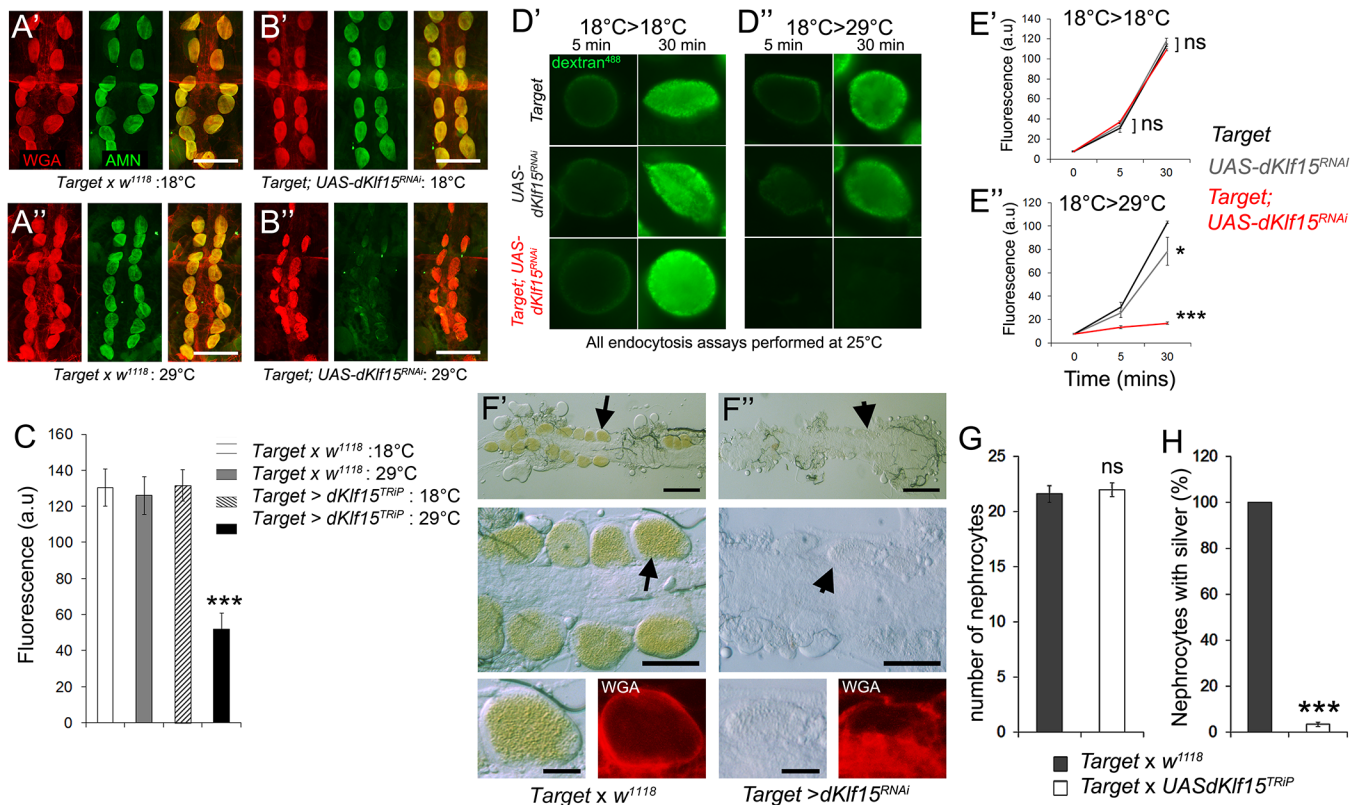 A'
B'
WGA
AMN
Target x w1118 :18°C
Target; UAS-dKlf15RNAi: 18°C
A''
B''
Target x w1118 : 29°C
Target; UAS-dKlf15RNAi: 29°C
D'
18°C>18°C
5 min
30 min
D''
18°C>29°C
5 min
30 min
dextran488
Target
UAS-
dKlf15RNAi
Target; UAS-
dKlf15RNAi
All endocytosis assays performed at 25°C
E'
18°C>18°C
Fluorescence (a.u)
140
120
100
80
60
40
20
0
ns
ns
0
5
30
Target
UAS-dKlf15RNAI
Target;
UAS-dKlf15RNAi
E''
18°C>29°C
Fluorescence (a.u)
120
100
80
60
40
20
0
*
***
0
5
30
Time (mins)
C
Fluorescence (a.u)
160
140
120
100
80
60
40
20
0
***
Target x w1118 :18°C
Target x w1118 : 29°C
Target > dKlf15TRiP : 18°C
Target > dKlf15TRiP : 29°C
F'
F''
WGA
WGA
Target x w1118
Target >dKlf15RNAi
G
number of nephrocytes
25
20
15
10
5
0
ns
H
Nephrocytes with silver (%)
120
100
80
60
40
20
0
***
Target x w1118
Target x UASdKlf15TRiP